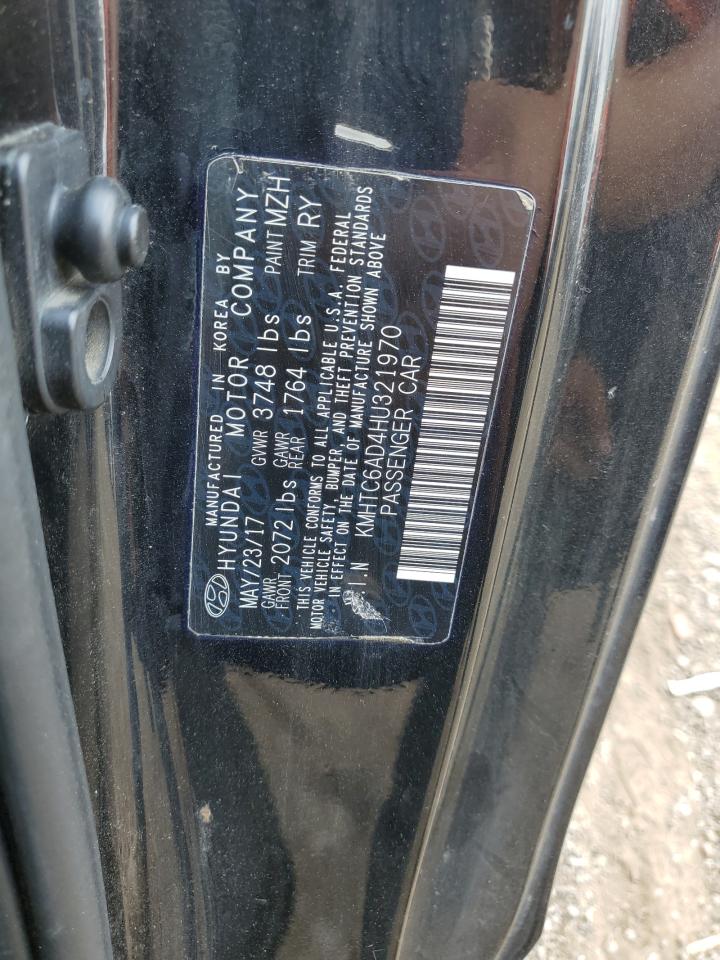 MANUFACTURED IN KOREA BY
HYUNDAI MOTOR COMPANY
MAY/23/17 GVWR 3748 lbs PAINT MZH
GAWR FRONT 2072 lbs GAWR REAR 1764 lbs TRIM RY
THIS VEHICLE CONFORMS TO ALL APPLICABLE U.S.A. FEDERAL
MOTOR VEHICLE SAFETY, BUMPER, AND THEFT PREVENTION STANDARDS
IN EFFECT ON THE DATE OF MANUFACTURE SHOWN ABOVE
I.N KMHTC6AD4HU321970
PASSENGER CAR